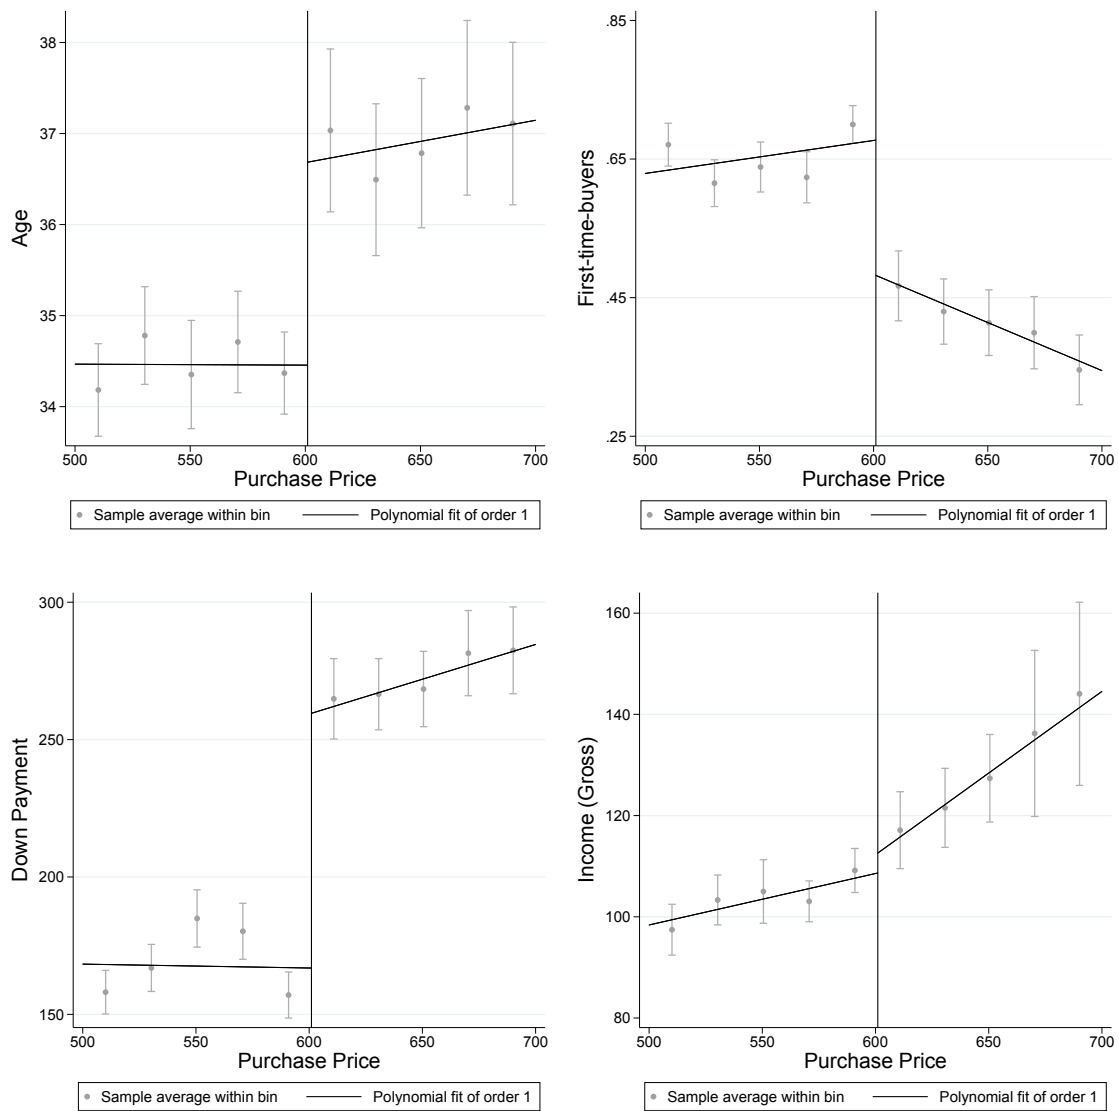 38
37
36
35
34
Age
500 550 600 650 700
Purchase Price
Sample average within bin Polynomial fit of order 1
.85
.65
.45
.25
First-time-buyers
500 550 600 650 700
Purchase Price
Sample average within bin Polynomial fit of order 1
300
250
200
150
Down Payment
500 550 600 650 700
Purchase Price
Sample average within bin Polynomial fit of order 1
160
140
120
100
80
Income (Gross)
500 550 600 650 700
Purchase Price
Sample average within bin Polynomial fit of order 1